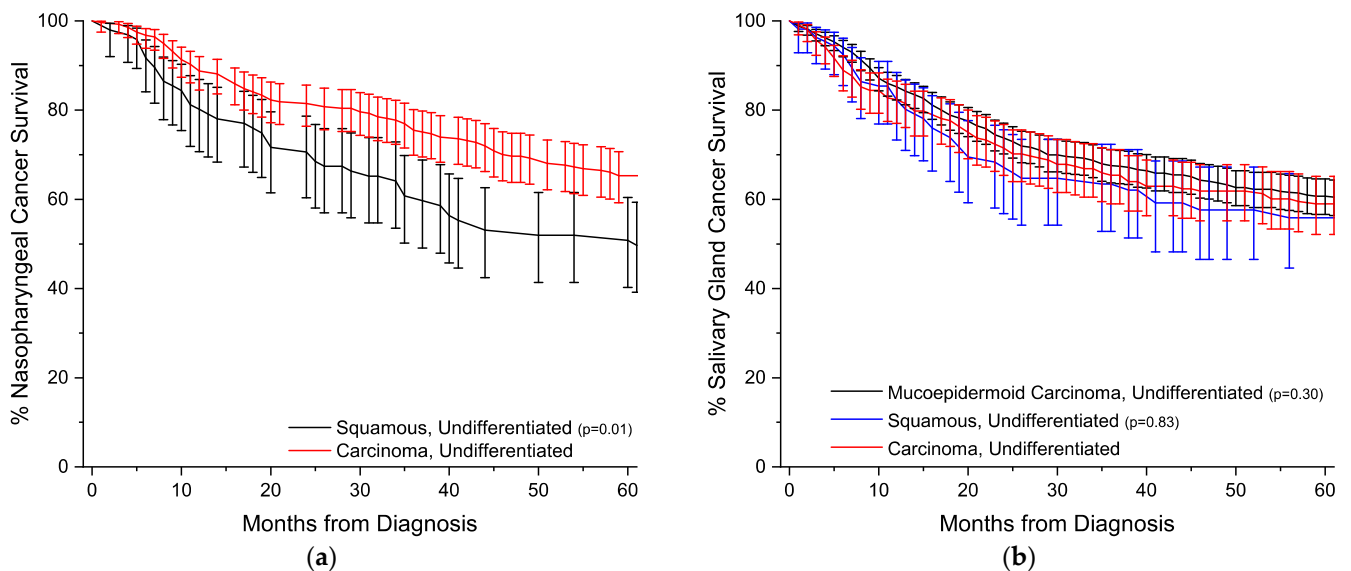 % Nasopharyngeal Cancer Survival
100
80
60
40
20
0
Squamous, Undifferentiated (p=0.01)
Carcinoma, Undifferentiated
0 10 20 30 40 50 60
Months from Diagnosis
(a)
% Salivary Gland Cancer Survival
100
80
60
40
20
0
Mucoepidermoid Carcinoma, Undifferentiated (p=0.30)
Squamous, Undifferentiated (p=0.83)
Carcinoma, Undifferentiated
0 10 20 30 40 50 60
Months from Diagnosis
(b)